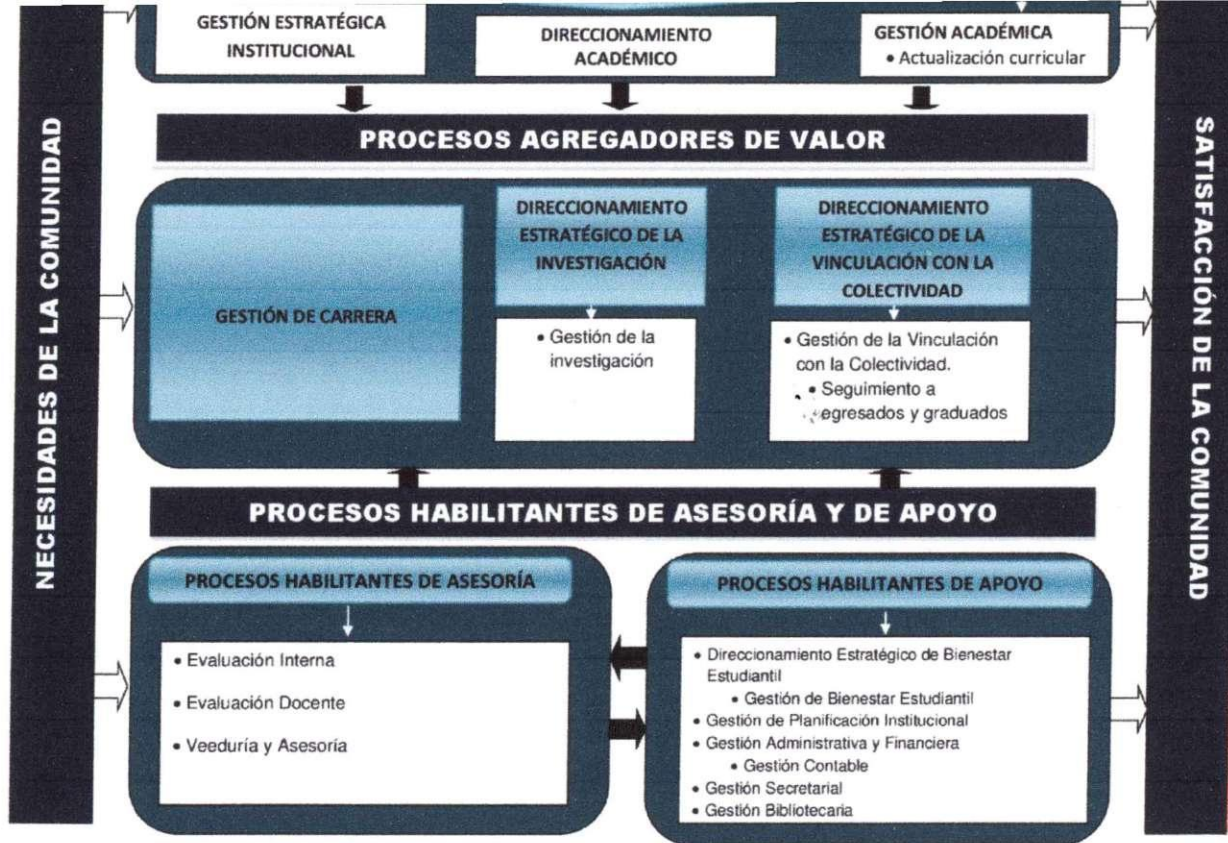 GESTIÓN ESTRATÉGICA
INSTITUCIONAL
DIRECCIONAMIENTO
ACADÉMICO
GESTIÓN ACADÉMICA
• Actualización curricular
PROCESOS AGREGADORES DE VALOR
NECESIDADES DE LA COMUNIDAD
GESTIÓN DE CARRERA
DIRECCIONAMIENTO
ESTRATÉGICO DE LA
INVESTIGACIÓN
• Gestión de la
investigación
DIRECCIONAMIENTO
ESTRATÉGICO DE LA
VINCULACIÓN CON LA
COLECTIVIDAD
• Gestión de la Vinculación
con la Colectividad.
• Seguimiento a
egresados y graduados
SATISFACCIÓN DE LA COMUNIDAD
PROCESOS HABILITANTES DE ASESORÍA Y DE APOYO
PROCESOS HABILITANTES DE ASESORÍA
• Evaluación Interna
• Evaluación Docente
• Veeduría y Asesoría
PROCESOS HABILITANTES DE APOYO
• Direccionamiento Estratégico de Bienestar
Estudiantil
• Gestión de Bienestar Estudiantil
• Gestión de Planificación Institucional
• Gestión Administrativa y Financiera
• Gestión Contable
• Gestión Secretarial
• Gestión Bibliotecaria